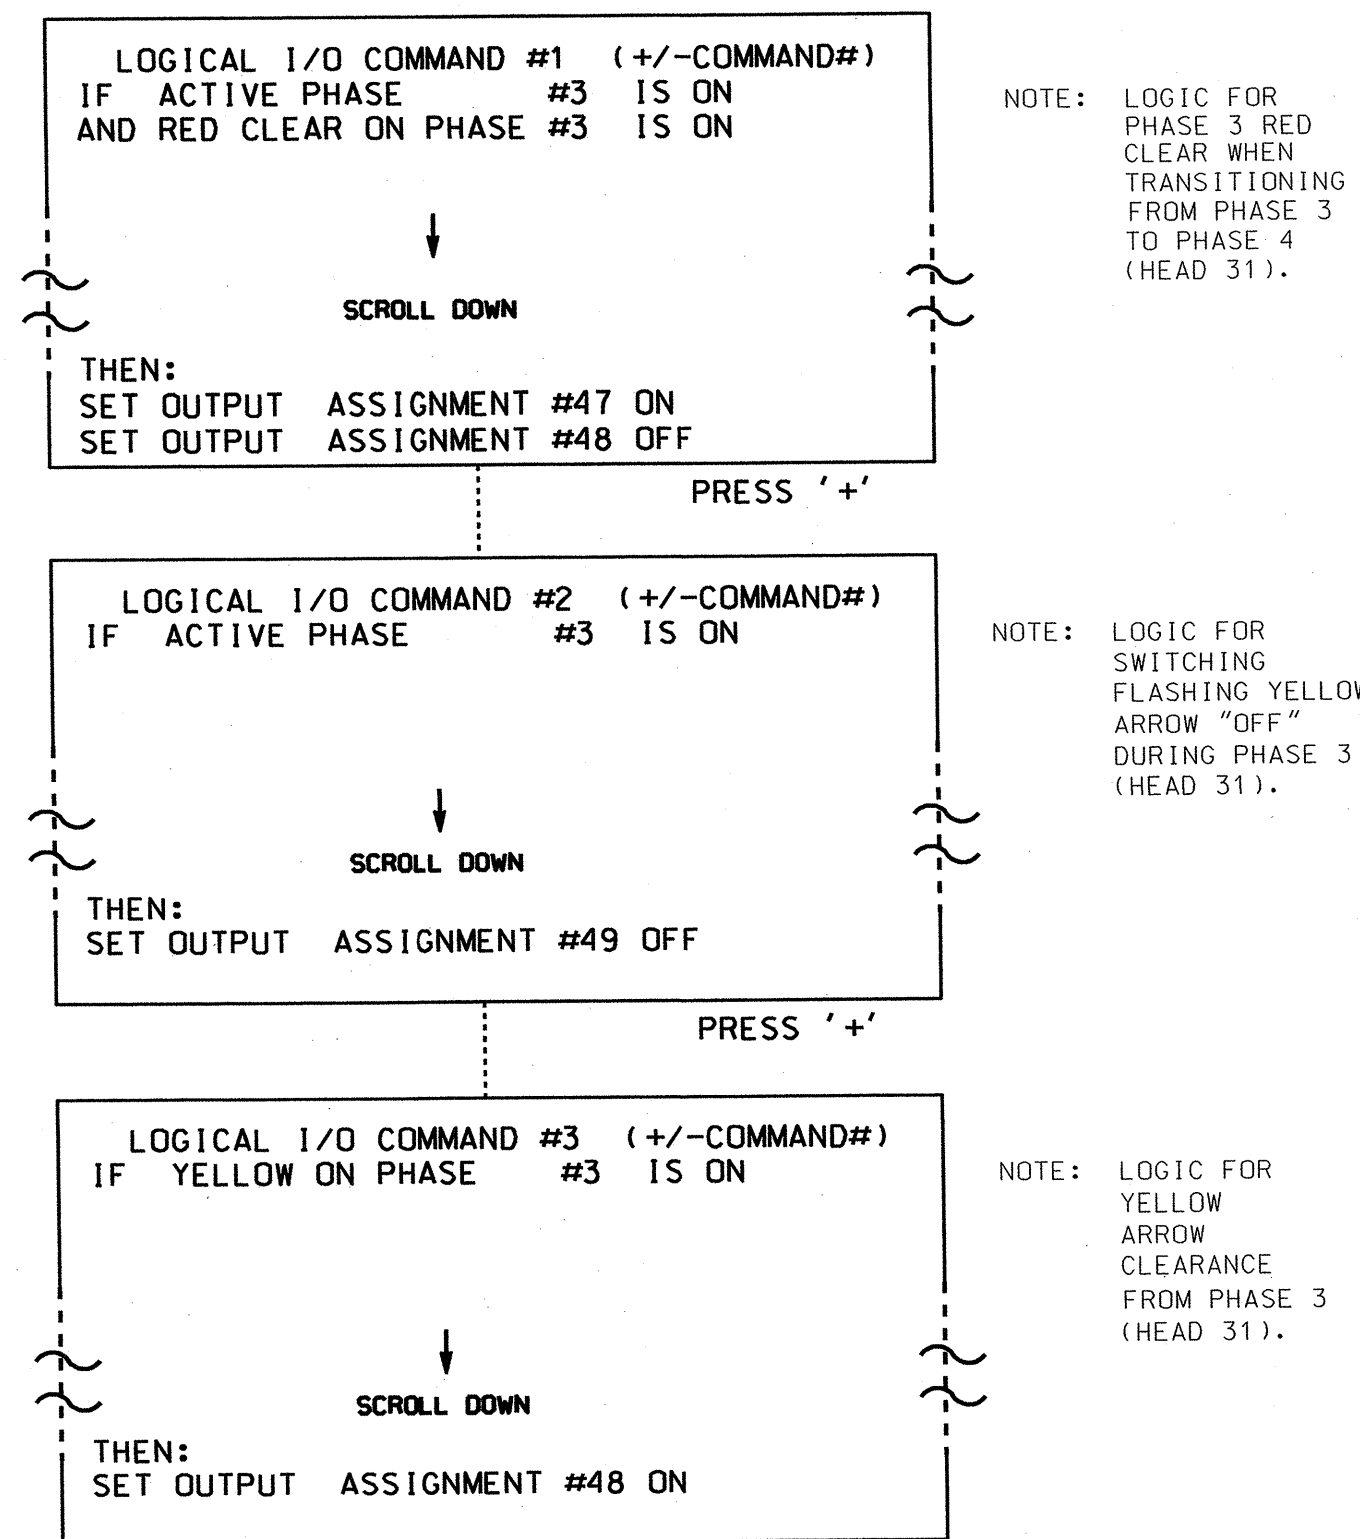 LOGICAL I/O COMMAND #1 (+/-COMMAND#)
IF ACTIVE PHASE #3 IS ON
AND RED CLEAR ON PHASE #3 IS ON
SCROLL DOWN
THEN:
SET OUTPUT ASSIGNMENT #47 ON
SET OUTPUT ASSIGNMENT #48 OFF
NOTE: LOGIC FOR
PHASE 3 RED
CLEAR WHEN
TRANSITIONING
FROM PHASE 3
TO PHASE 4
(HEAD 31).
PRESS '+'
LOGICAL I/O COMMAND #2 (+/-COMMAND#)
IF ACTIVE PHASE #3 IS ON
SCROLL DOWN
THEN:
SET OUTPUT ASSIGNMENT #49 OFF
NOTE: LOGIC FOR
SWITCHING
FLASHING YELLOW
ARROW "OFF"
DURING PHASE 3
(HEAD 31).
PRESS '+'
LOGICAL I/O COMMAND #3 (+/-COMMAND#)
IF YELLOW ON PHASE #3 IS ON
SCROLL DOWN
THEN:
SET OUTPUT ASSIGNMENT #48 ON
NOTE: LOGIC FOR
YELLOW
ARROW
CLEARANCE
FROM PHASE 3
(HEAD 31).